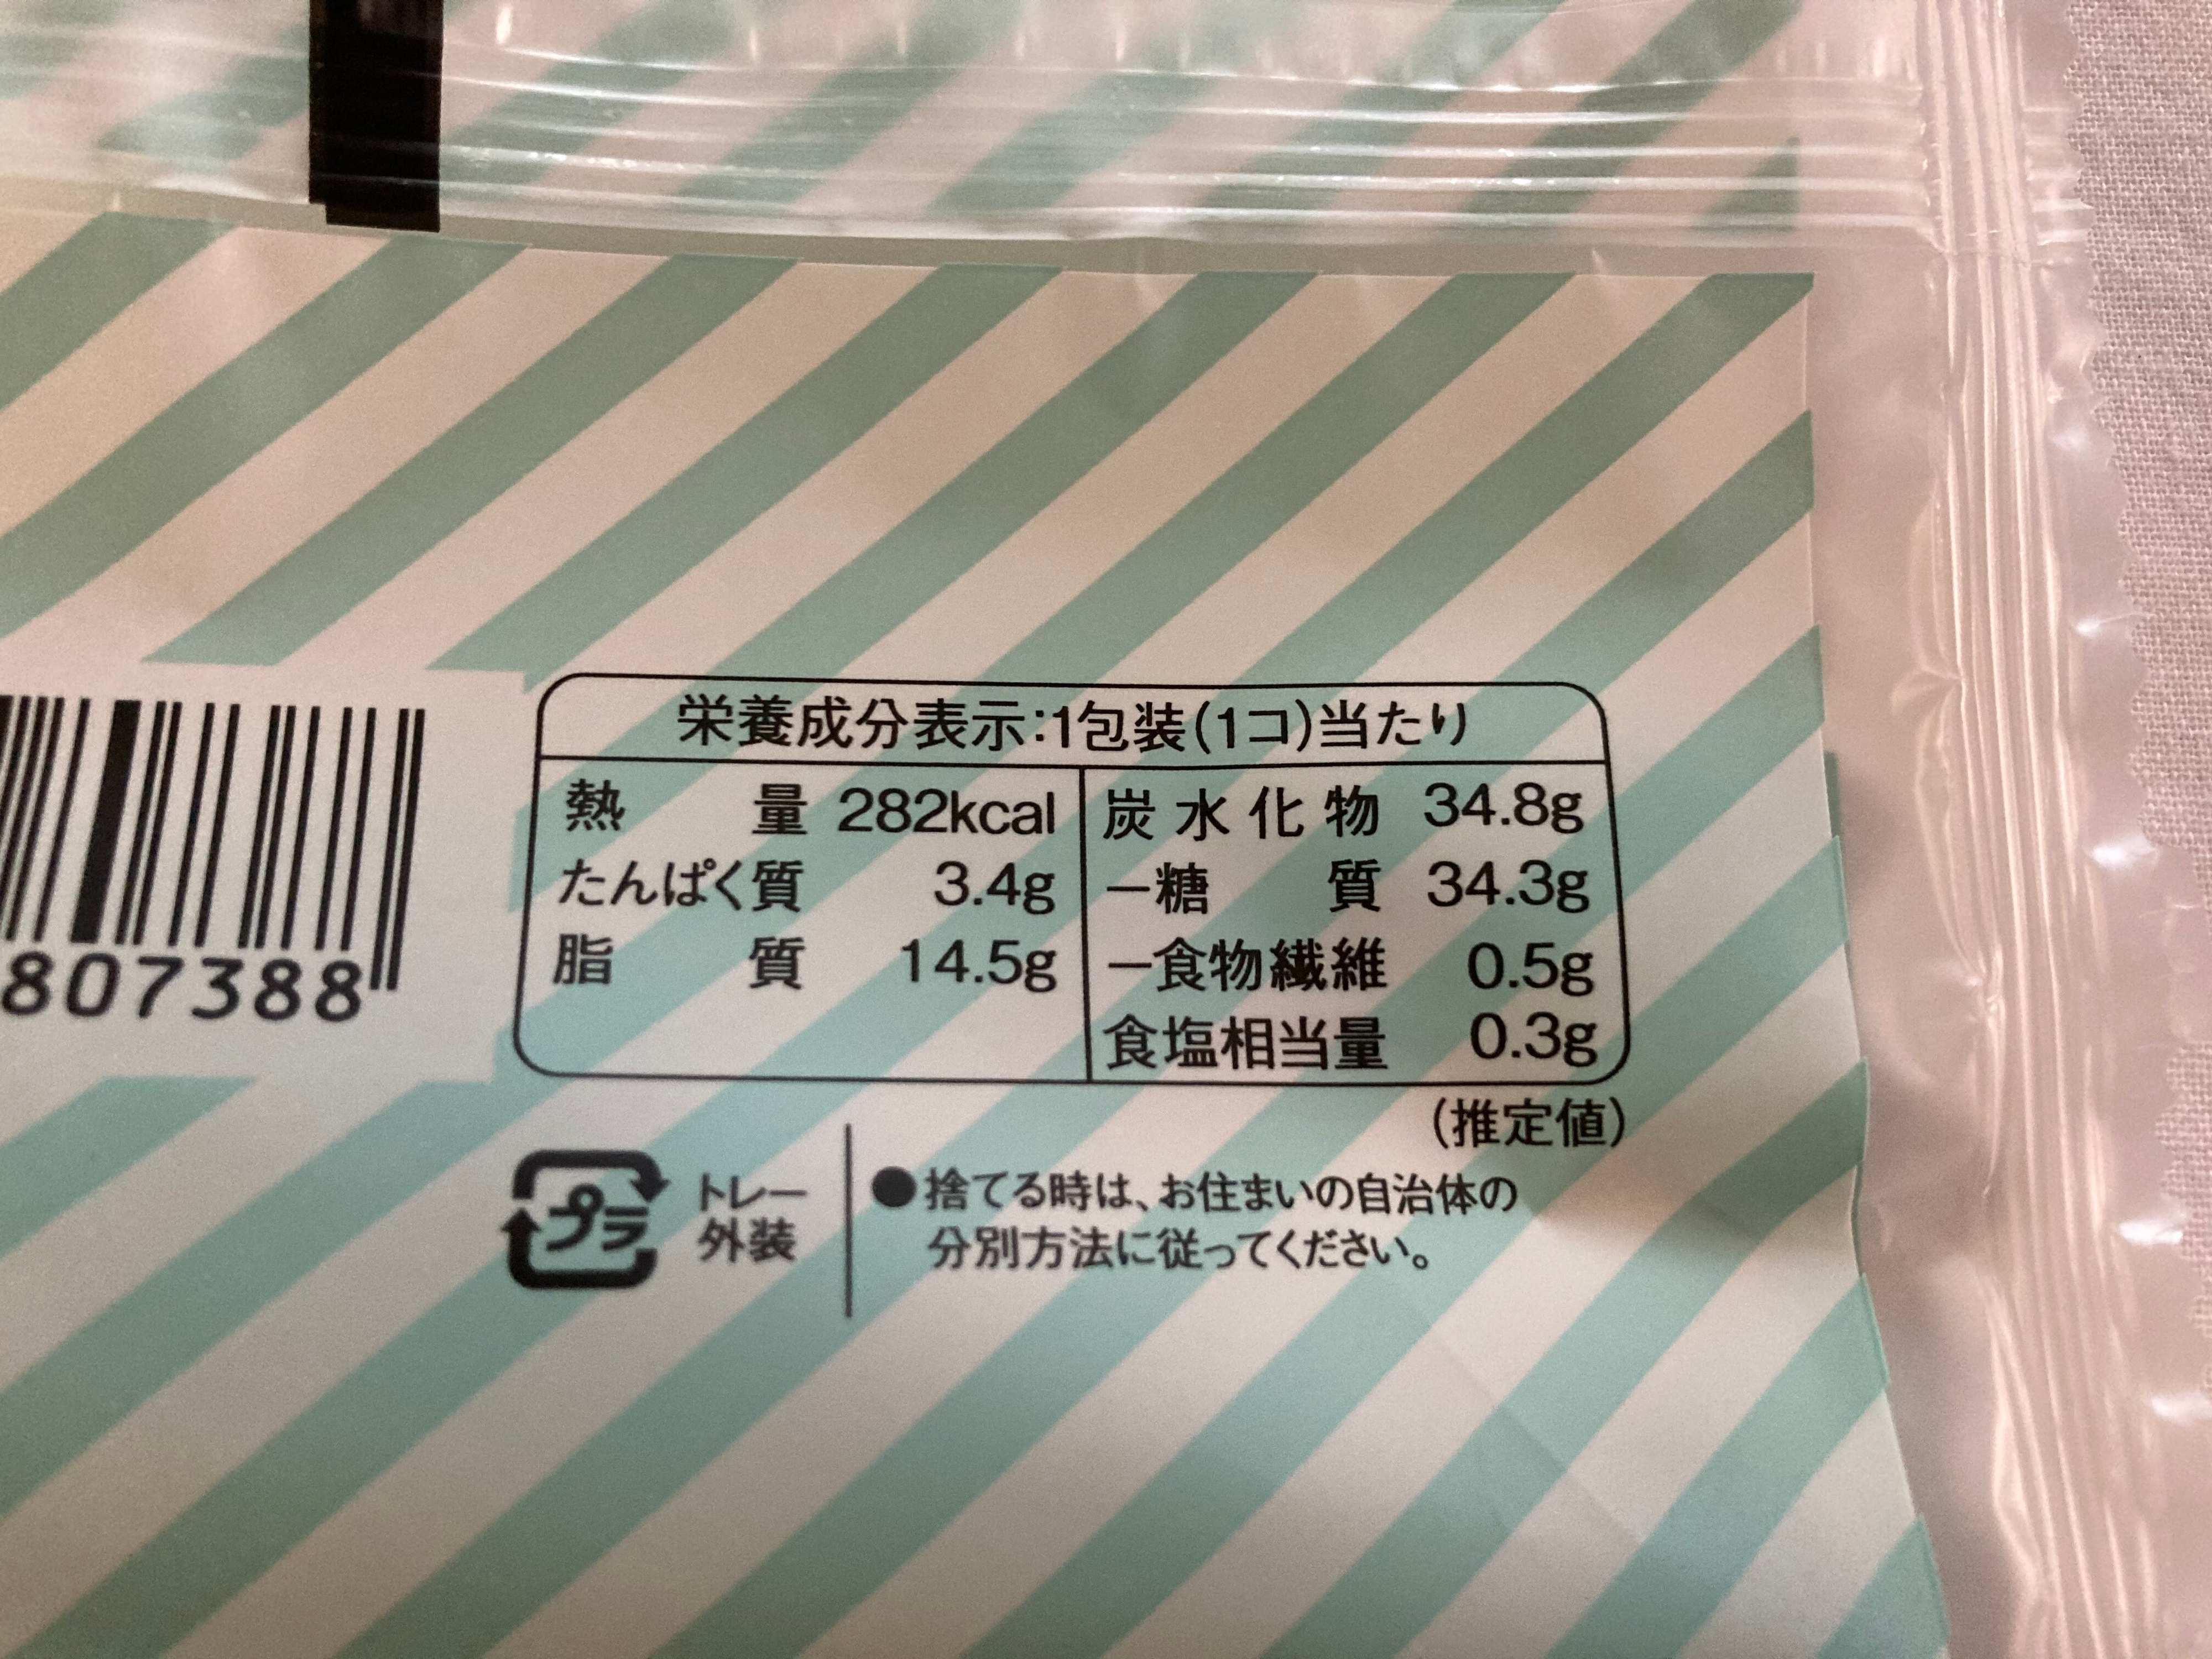 栄養成分表示:1包装(1コ)当たり
熱量 282kcal
たんぱく質 3.4g
脂質 14.5g
炭水化物 34.8g
－糖質 34.3g
－食物繊維 0.5g
食塩相当量 0.3g
(推定値)
807388
プラ
トレー
外装
●捨てる時は、お住まいの自治体の
分別方法に従ってください。